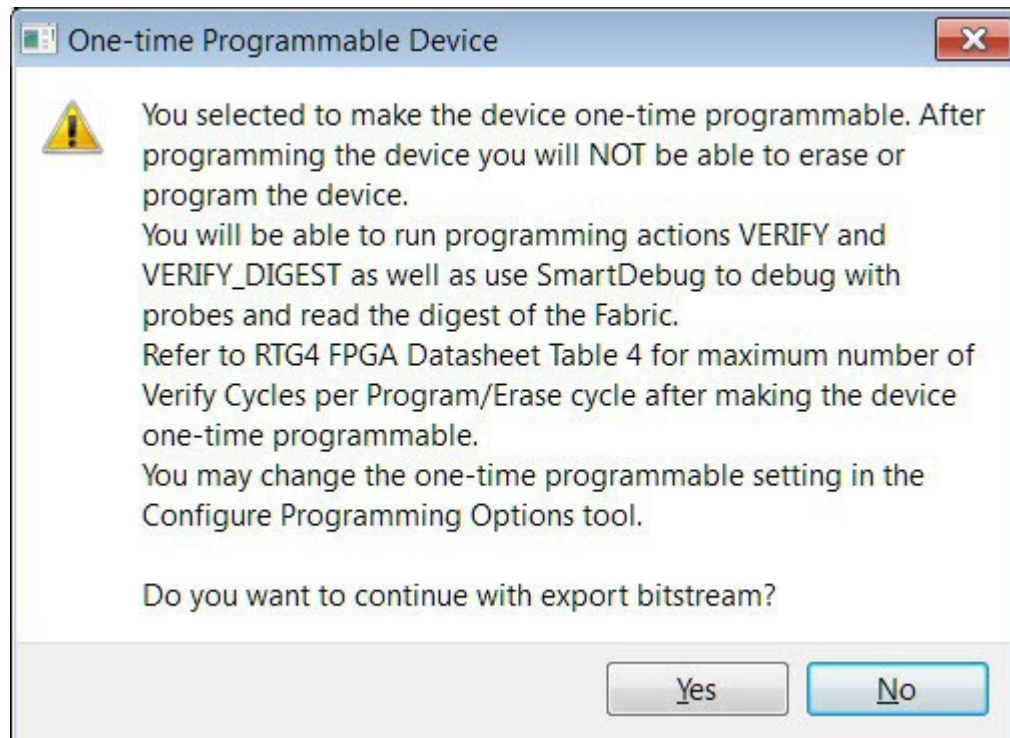 One-time Programmable Device
You selected to make the device one-time programmable. After
programming the device you will NOT be able to erase or
program the device.
You will be able to run programming actions VERIFY and
VERIFY_DIGEST as well as use SmartDebug to debug with
probes and read the digest of the Fabric.
Refer to RTG4 FPGA Datasheet Table 4 for maximum number of
Verify Cycles per Program/Erase cycle after making the device
one-time programmable.
You may change the one-time programmable setting in the
Configure Programming Options tool.
Do you want to continue with export bitstream?
Yes No